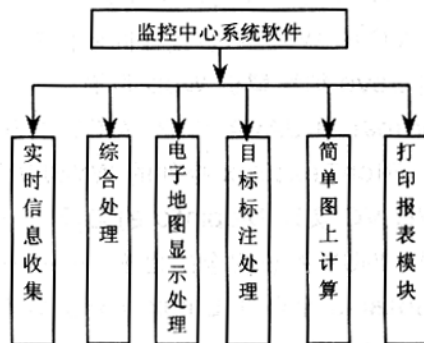 监控中心系统软件
实时信息收集
综合处理
电子地图显示处理
目标标注处理
简单图上计算
打印报表模块